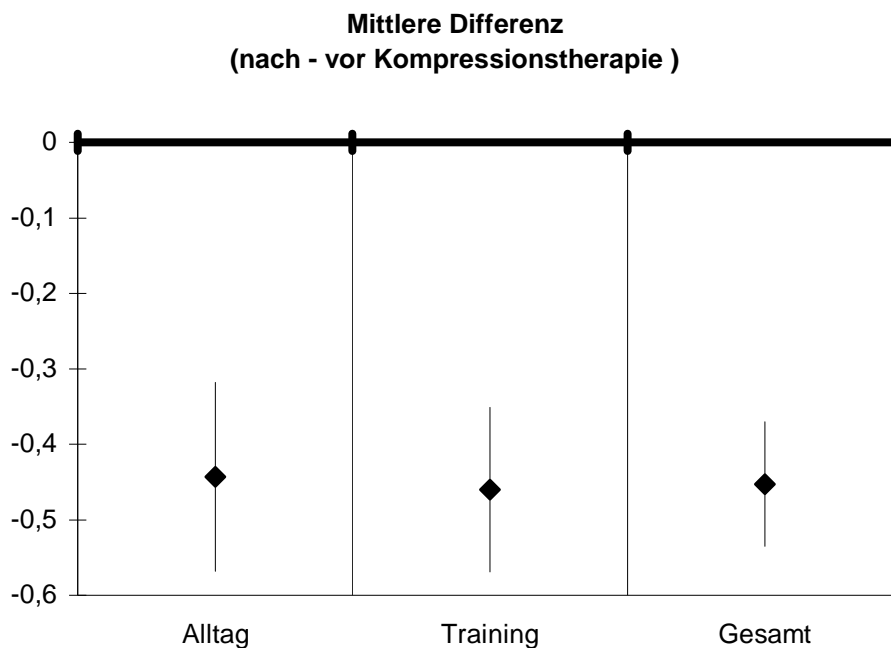 Mittlere Differenz
(nach - vor Kompressionstherapie )
0
-0,1
-0,2
-0,3
-0,4
-0,5
-0,6
Alltag Training Gesamt